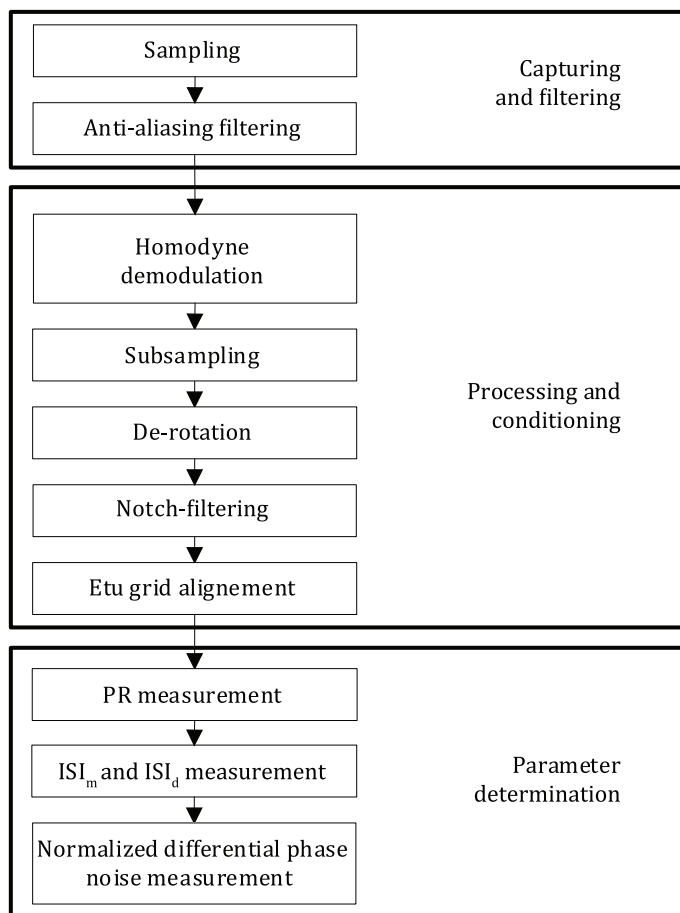 Sampling
Anti-aliasing filtering
Capturing
and filtering
Homodyne
demodulation
Subsampling
De-rotation
Notch-filtering
Etu grid alignement
Processing and
conditioning
PR measurement
ISIm and ISId measurement
Normalized differential phase
noise measurement
Parameter
determination